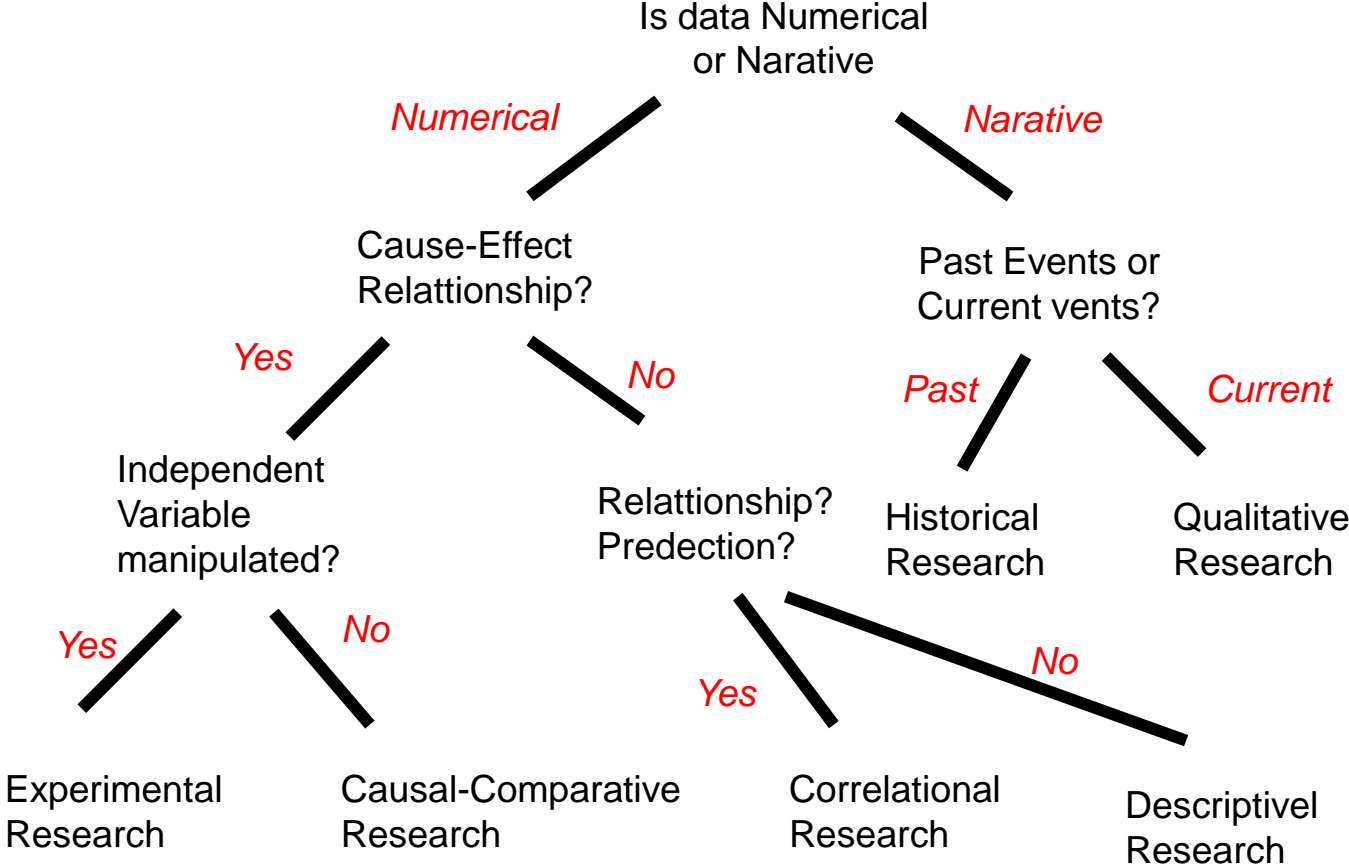 Is data Numerical
or Narative
Numerical
Narative
Cause-Effect
Relattionship?
Past Events or
Current vents?
Yes
No
Past
Current
Independent
Variable
manipulated?
Relattionship?
Predection?
Historical
Research
Qualitative
Research
Yes
No
Yes
No
Experimental
Research
Causal-Comparative
Research
Correlational
Research
Descriptivel
Research